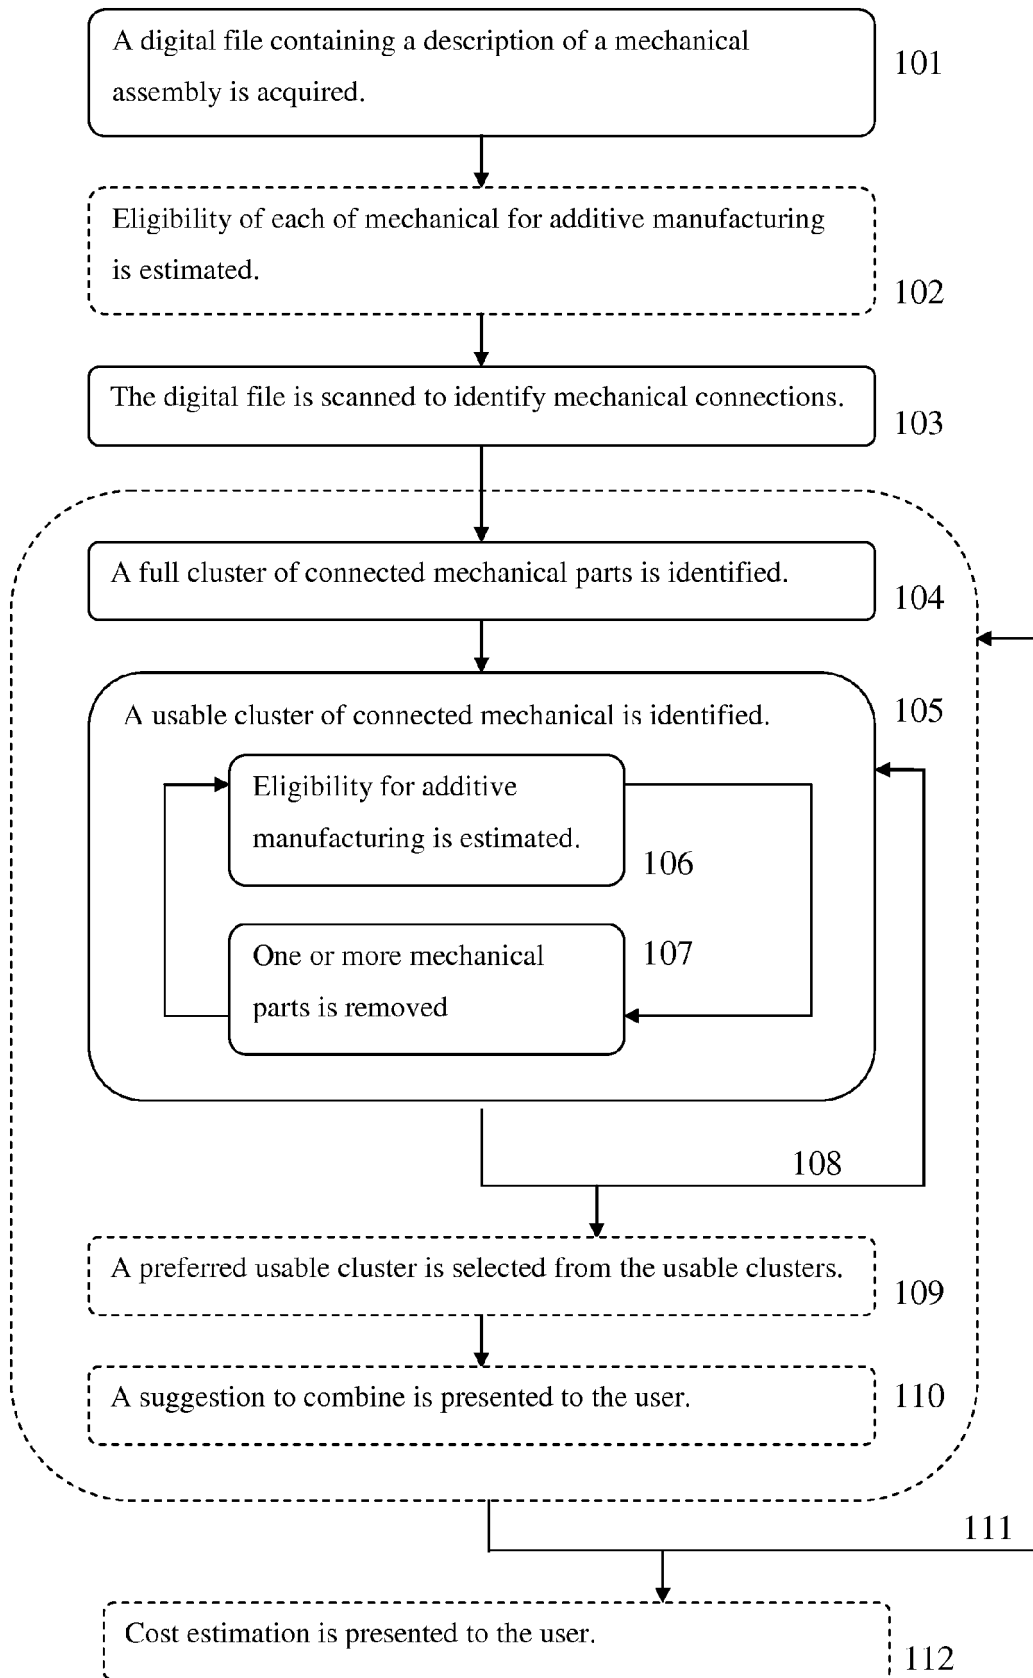 A digital file containing a description of a mechanical
assembly is acquired.
101
Eligibility of each of mechanical for additive manufacturing
is estimated.
102
The digital file is scanned to identify mechanical connections.
103
A full cluster of connected mechanical parts is identified.
104
A usable cluster of connected mechanical is identified.
105
Eligibility for additive
manufacturing is estimated.
106
One or more mechanical
parts is removed
107
108
A preferred usable cluster is selected from the usable clusters.
109
A suggestion to combine is presented to the user.
110
111
Cost estimation is presented to the user.
112